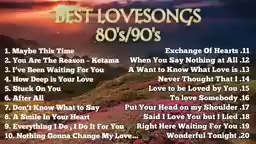 BEST LOVESONGS
80's/90's
1. Maybe This Time
2. You Are The Reason - Ketama
3. I've Been Waiting For You
4. How Deep is Your Love
5. Stuck On You
6. After All
7. Don't Know What to Say
8. A Smile In Your Heart
9. Everything I Do , I Do It For You
10. Nothing Gonna Change My Love...
Exchange Of Hearts .11
When You Say Nothing at All .12
A Want to Know What Love is .13
Never Thought That I .14
Love to be Loved by You .15
To love Somebody .16
Put Your Head on my Shoulder .17
Said I Love You but I Lied .18
Right Here Waiting For You .19
Wonderful Tonight .20